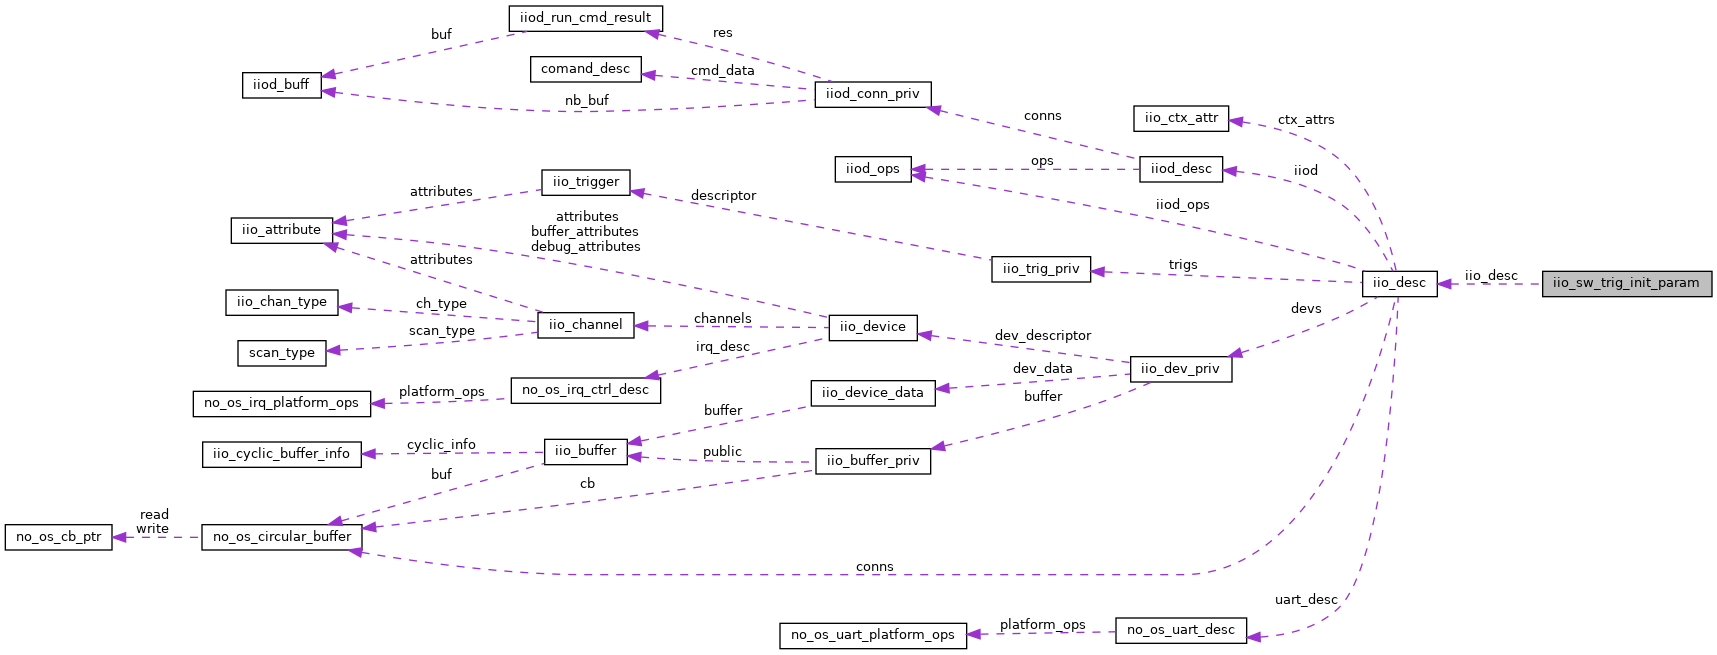 iiod_run_cmd_result
buf
res
comand_desc
cmd_data
iiod_buff
iiod_conn_priv
nb_buf
conns
iio_ctx_attr
ctx_attrs
ops
iiod_ops
iiod_desc
iiod
iio_trigger
attributes
descriptor
iiod_ops
attributes
buffer_attributes
debug_attributes
iio_attribute
attributes
iio_trig_priv
trigs
iio_desc
iio_desc
iio_sw_trig_init_param
iio_chan_type
ch_type
iio_channel
channels
iio_device
devs
scan_type
scan_type
dev_descriptor
irq_desc
dev_data
iio_dev_priv
no_os_irq_platform_ops
platform_ops
no_os_irq_ctrl_desc
iio_device_data
buffer
buffer
iio_cyclic_buffer_info
cyclic_info
iio_buffer
public
iio_buffer_priv
buf
cb
read
write
no_os_cb_ptr
no_os_circular_buffer
conns
uart_desc
no_os_uart_platform_ops
platform_ops
no_os_uart_desc